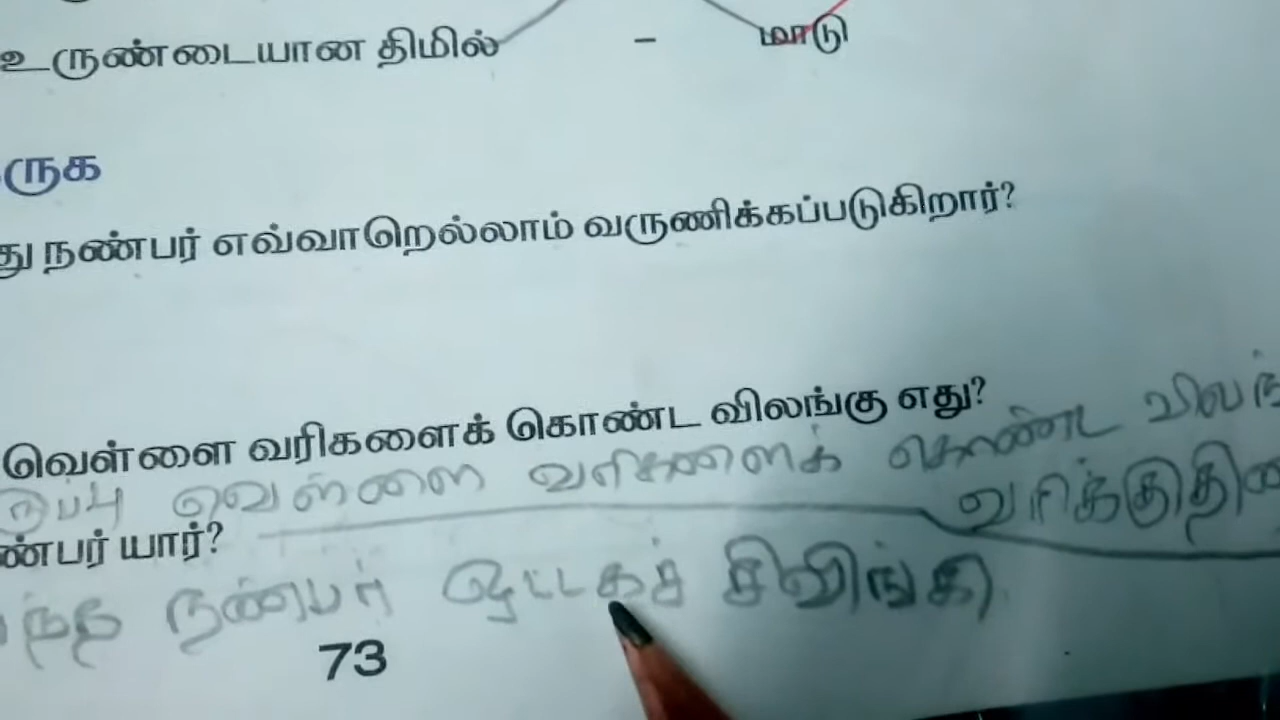 உருண்டையான திமில் - மாடு
ருக
து நண்பர் எவ்வாறெல்லாம் வருணிக்கப்படுகிறார்?
வெள்ளை வரிகளைக் கொண்ட விலங்கு எது?
வெள்ளை வரிகளைக் கொண்ட விலங்
வரிக்குதி
ண்பர் யார்?
ந்த நண்பர் ஒட்டகச் சிவிங்கி
73